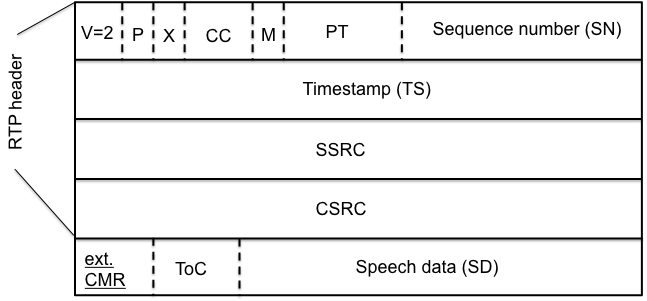 RTP header
V=2 P X CC M PT Sequence number (SN)
Timestamp (TS)
SSRC
CSRC
ext.
CMR ToC Speech data (SD)